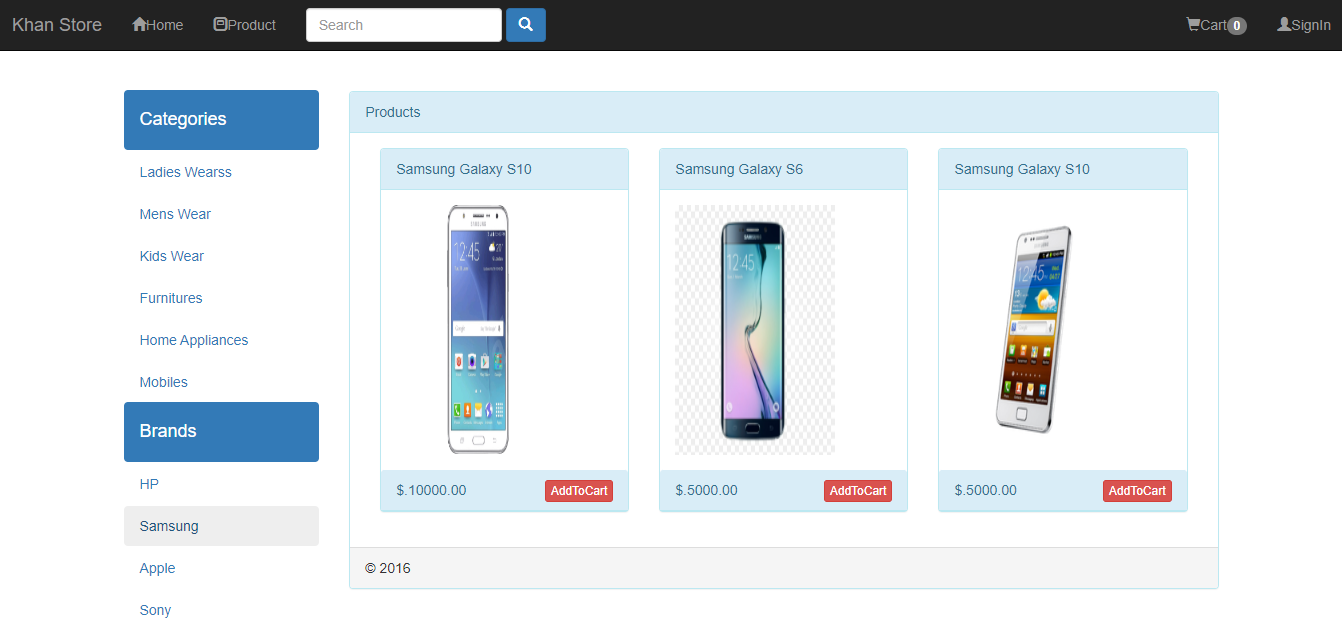 Khan Store Home Product Search Cart 0 SignIn
Categories
Ladies Wearss
Mens Wear
Kids Wear
Furnitures
Home Appliances
Mobiles
Brands
HP
Samsung
Apple
Sony
Products
Samsung Galaxy S10
12:45
$.10000.00 AddToCart
Samsung Galaxy S6
SAMSUNG
12:45
$.5000.00 AddToCart
Samsung Galaxy S10
12:45
$.5000.00 AddToCart
© 2016